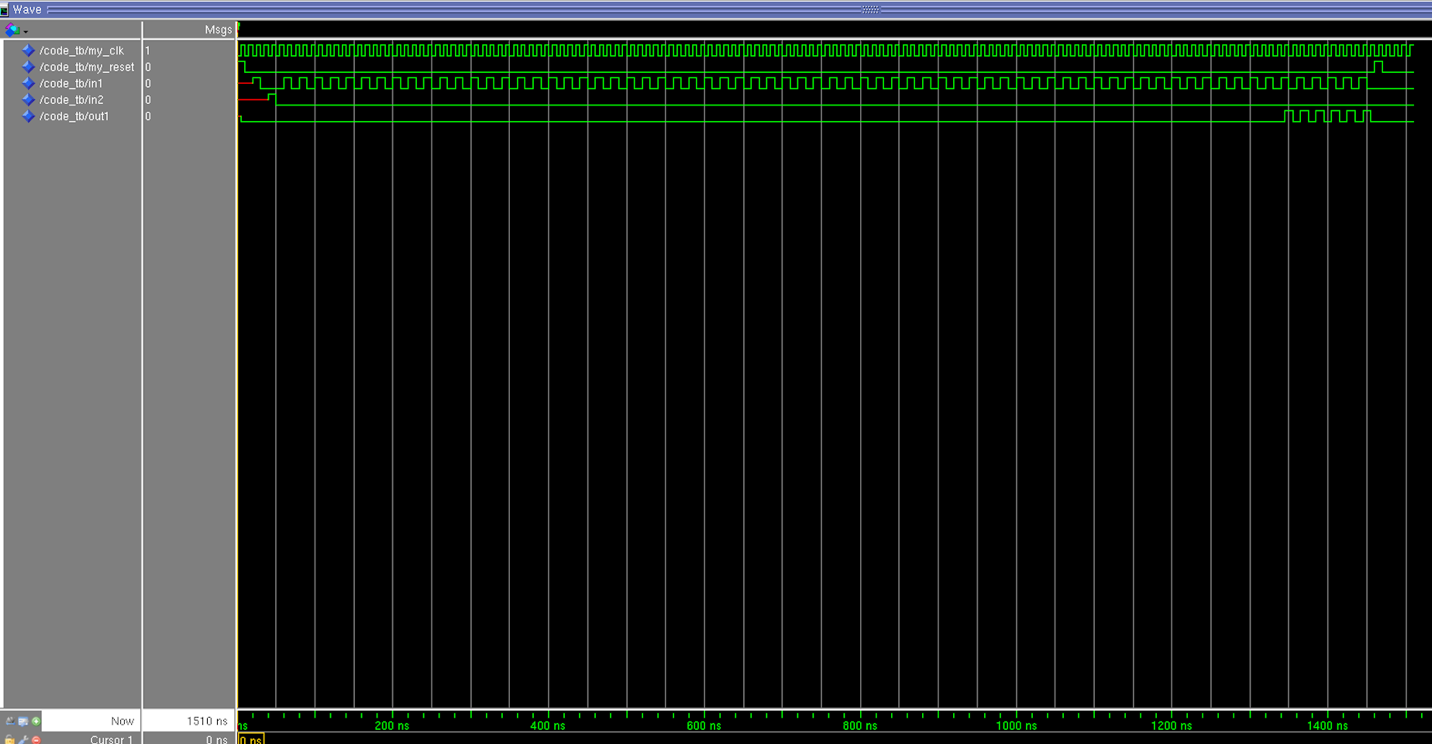 Wave
Msgs
/code_tb/my_clk 1
/code_tb/my_reset 0
/code_tb/in1 0
/code_tb/in2 0
/code_tb/out1 0
Now 1510 ns ns 200 ns 400 ns 600 ns 800 ns 1000 ns 1200 ns 1400 ns
Cursor 1 0 ns 0 ns